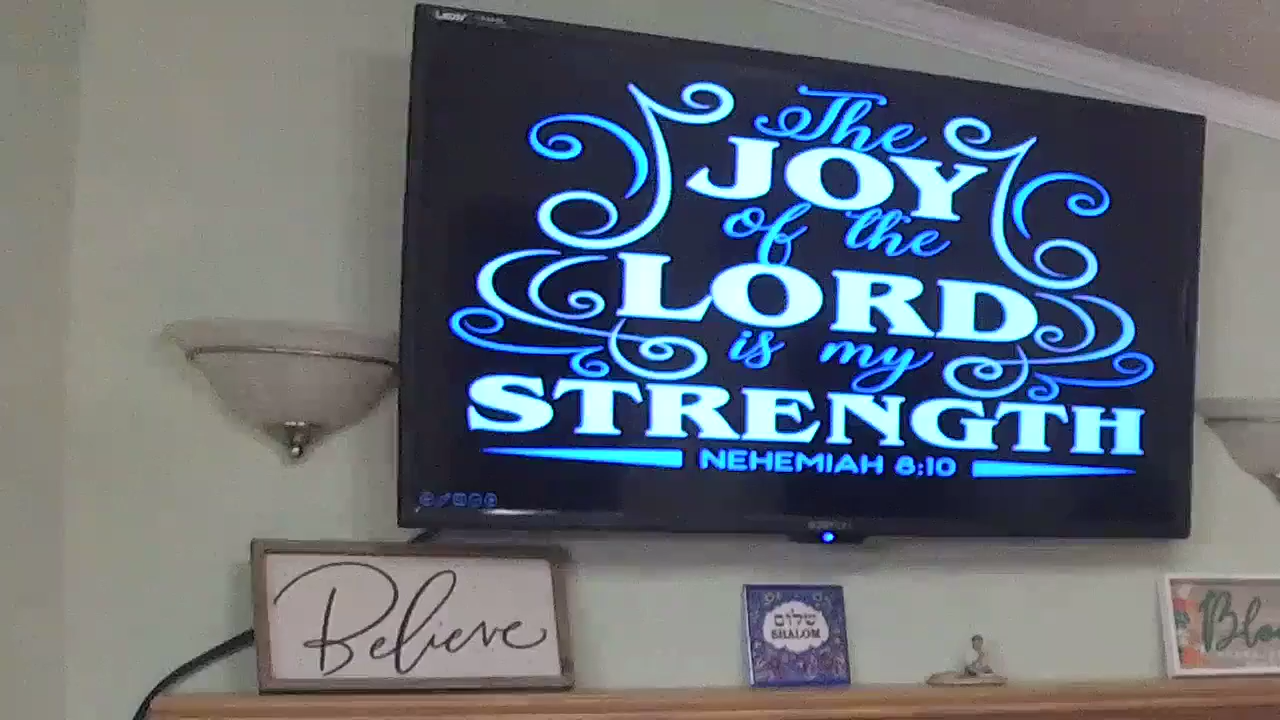 The
JOY
of the
LORD
is my
STRENGTH
NEHEMIAH 8:10
Believe
שלום
SHALOM